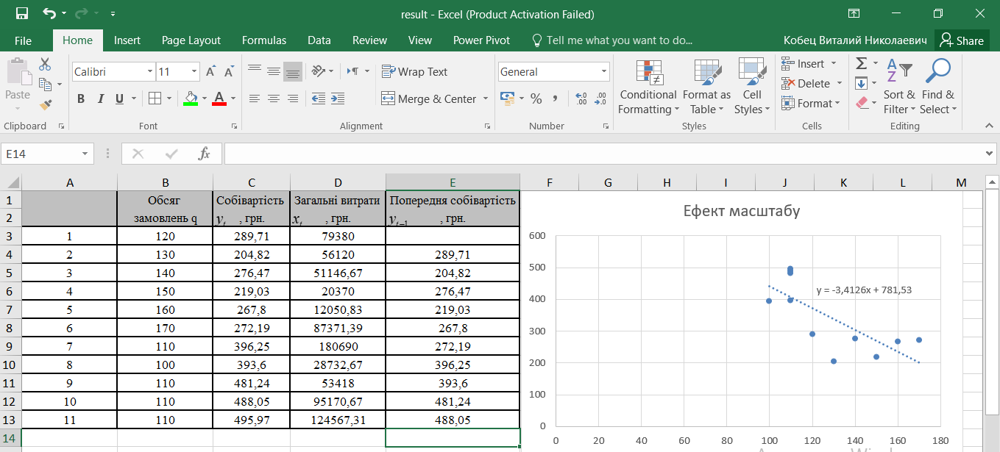 result - Excel (Product Activation Failed)
File Home Insert Page Layout Formulas Data Review View Power Pivot Tell me what you want to do... Кобец Виталий Николаевич Share
Calibri 11 Wrap Text General Insert
Paste B I U Merge & Center % Conditional Formatting Format as Table Cell Styles Delete Sort & Filter Find & Select
Format
Clipboard Font Alignment Number Styles Cells Editing
E14 fx
A B C D E F G H I J K L M
1 Обсяг Собівартість Загальні витрати Попередня собівартість
2 замовлень q yt , грн. xt , грн. yt−1 , грн.
3 1 120 289,71 79380
4 2 130 204,82 56120 289,71
5 3 140 276,47 51146,67 204,82
6 4 150 219,03 20370 276,47
7 5 160 267,8 12050,83 219,03
8 6 170 272,19 87371,39 267,8
9 7 110 396,25 180690 272,19
10 8 100 393,6 28732,67 396,25
11 9 110 481,24 53418 393,6
12 10 110 488,05 95170,67 481,24
13 11 110 495,97 124567,31 488,05
14
Ефект масштабу
600
500
y = -3,4126x + 781,53
400
300
200
100
0
0 20 40 60 80 100 120 140 160 180